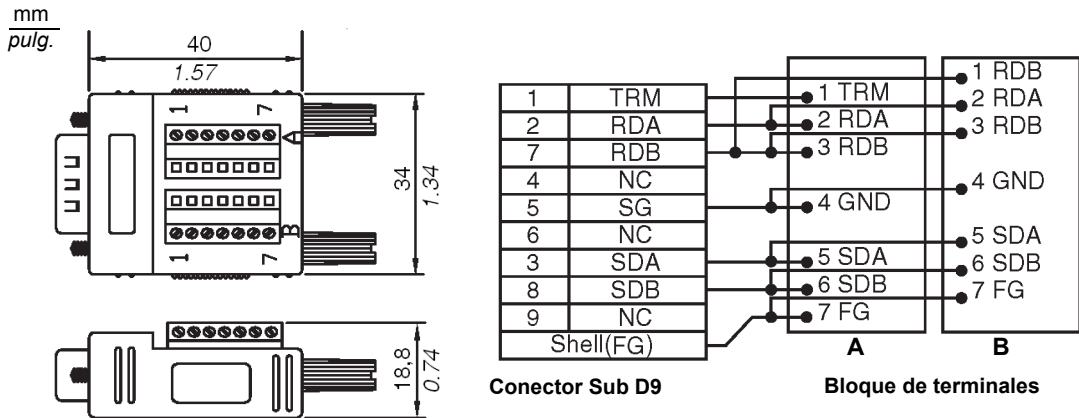 mm
pulg.
40
1.57
1 7
A
34
1.34
B
1 7
18,8
0.74
1 TRM
2 RDA
7 RDB
4 NC
5 SG
6 NC
3 SDA
8 SDB
9 NC
Shell(FG)
Conector Sub D9
1 TRM
2 RDA
3 RDB
4 GND
5 SDA
6 SDB
7 FG
A
1 RDB
2 RDA
3 RDB
4 GND
5 SDA
6 SDB
7 FG
B
Bloque de terminales